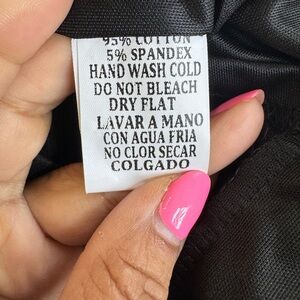 95% COTTON
5% SPANDEX
HAND WASH COLD
DO NOT BLEACH
DRY FLAT
LAVAR A MANO
CON AGUA FRIA
NO CLOR SECAR
COLGADO